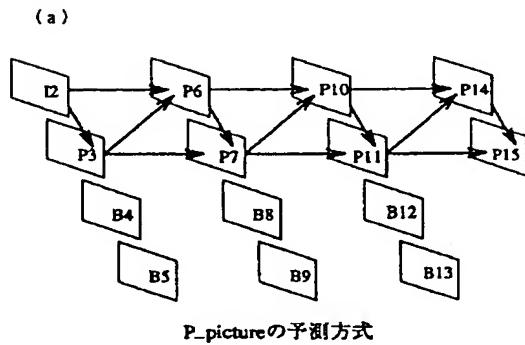 (a)
I2 P6 P10 P14
P3 P7 P11 P15
B4 B8 B12
B5 B9 B13
P_pictureの予測方式